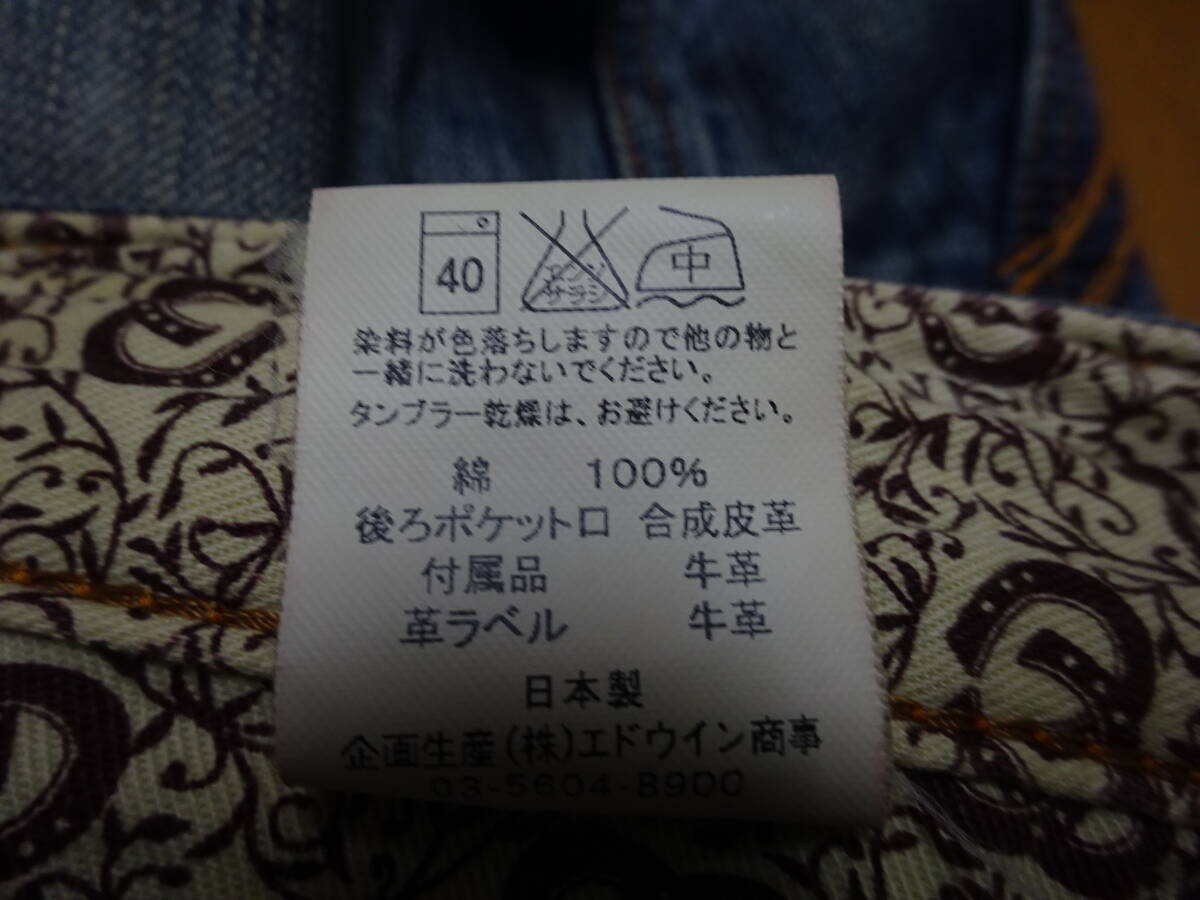 40 エンソサラシ 中
染料が色落ちしますので他の物と
一緒に洗わないでください。
タンブラー乾燥は、お避けください。
綿 100%
後ろポケット口 合成皮革
付属品 牛革
革ラベル 牛革
日本製
企画生産(株)エドウイン商事
03-5604-8900